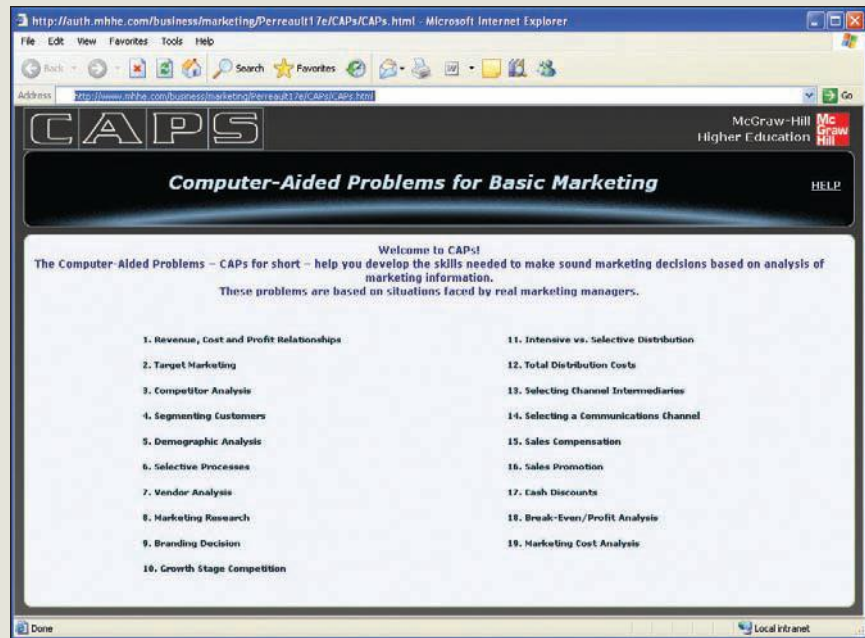 http://auth.mhhe.com/business/marketing/Perreault17e/CAPs/CAPs.html - Microsoft Internet Explorer
File Edit View Favorites Tools Help
Back Search Favorites
Address http://www.mhhe.com/business/marketing/Perreault17e/CAPs/CAPs.html Go
CAPS
McGraw-Hill
Higher Education
Mc
Graw
Hill
Computer-Aided Problems for Basic Marketing
HELP
Welcome to CAPs!
The Computer-Aided Problems – CAPs for short – help you develop the skills needed to make sound marketing decisions based on analysis of
marketing information.
These problems are based on situations faced by real marketing managers.
1. Revenue, Cost and Profit Relationships
2. Target Marketing
3. Competitor Analysis
4. Segmenting Customers
5. Demographic Analysis
6. Selective Processes
7. Vendor Analysis
8. Marketing Research
9. Branding Decision
10. Growth Stage Competition
11. Intensive vs. Selective Distribution
12. Total Distribution Costs
13. Selecting Channel Intermediaries
14. Selecting a Communications Channel
15. Sales Compensation
16. Sales Promotion
17. Cash Discounts
18. Break-Even/Profit Analysis
19. Marketing Cost Analysis
Done
Local intranet